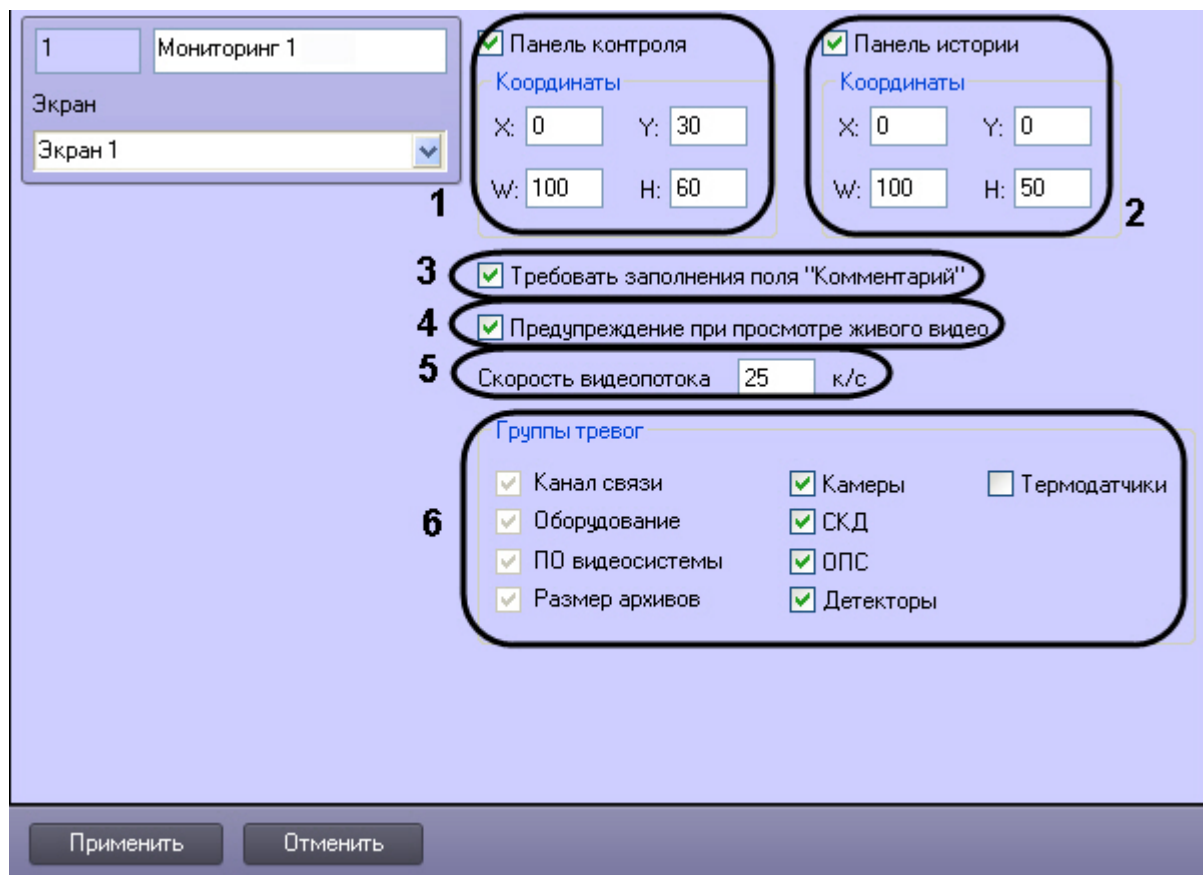 1 Мониторинг 1
Экран
Экран 1
Панель контроля
Координаты
X: 0 Y: 30
W: 100 H: 60
1
Панель истории
Координаты
X: 0 Y: 0
W: 100 H: 50
2
3 Требовать заполнения поля "Комментарий"
4 Предупреждение при просмотре живого видео
5 Скорость видеопотока 25 к/с
Группы тревог
6
Канал связи Камеры Термодатчики
Оборудование СКД
ПО видеосистемы ОПС
Размер архивов Детекторы
Применить Отменить